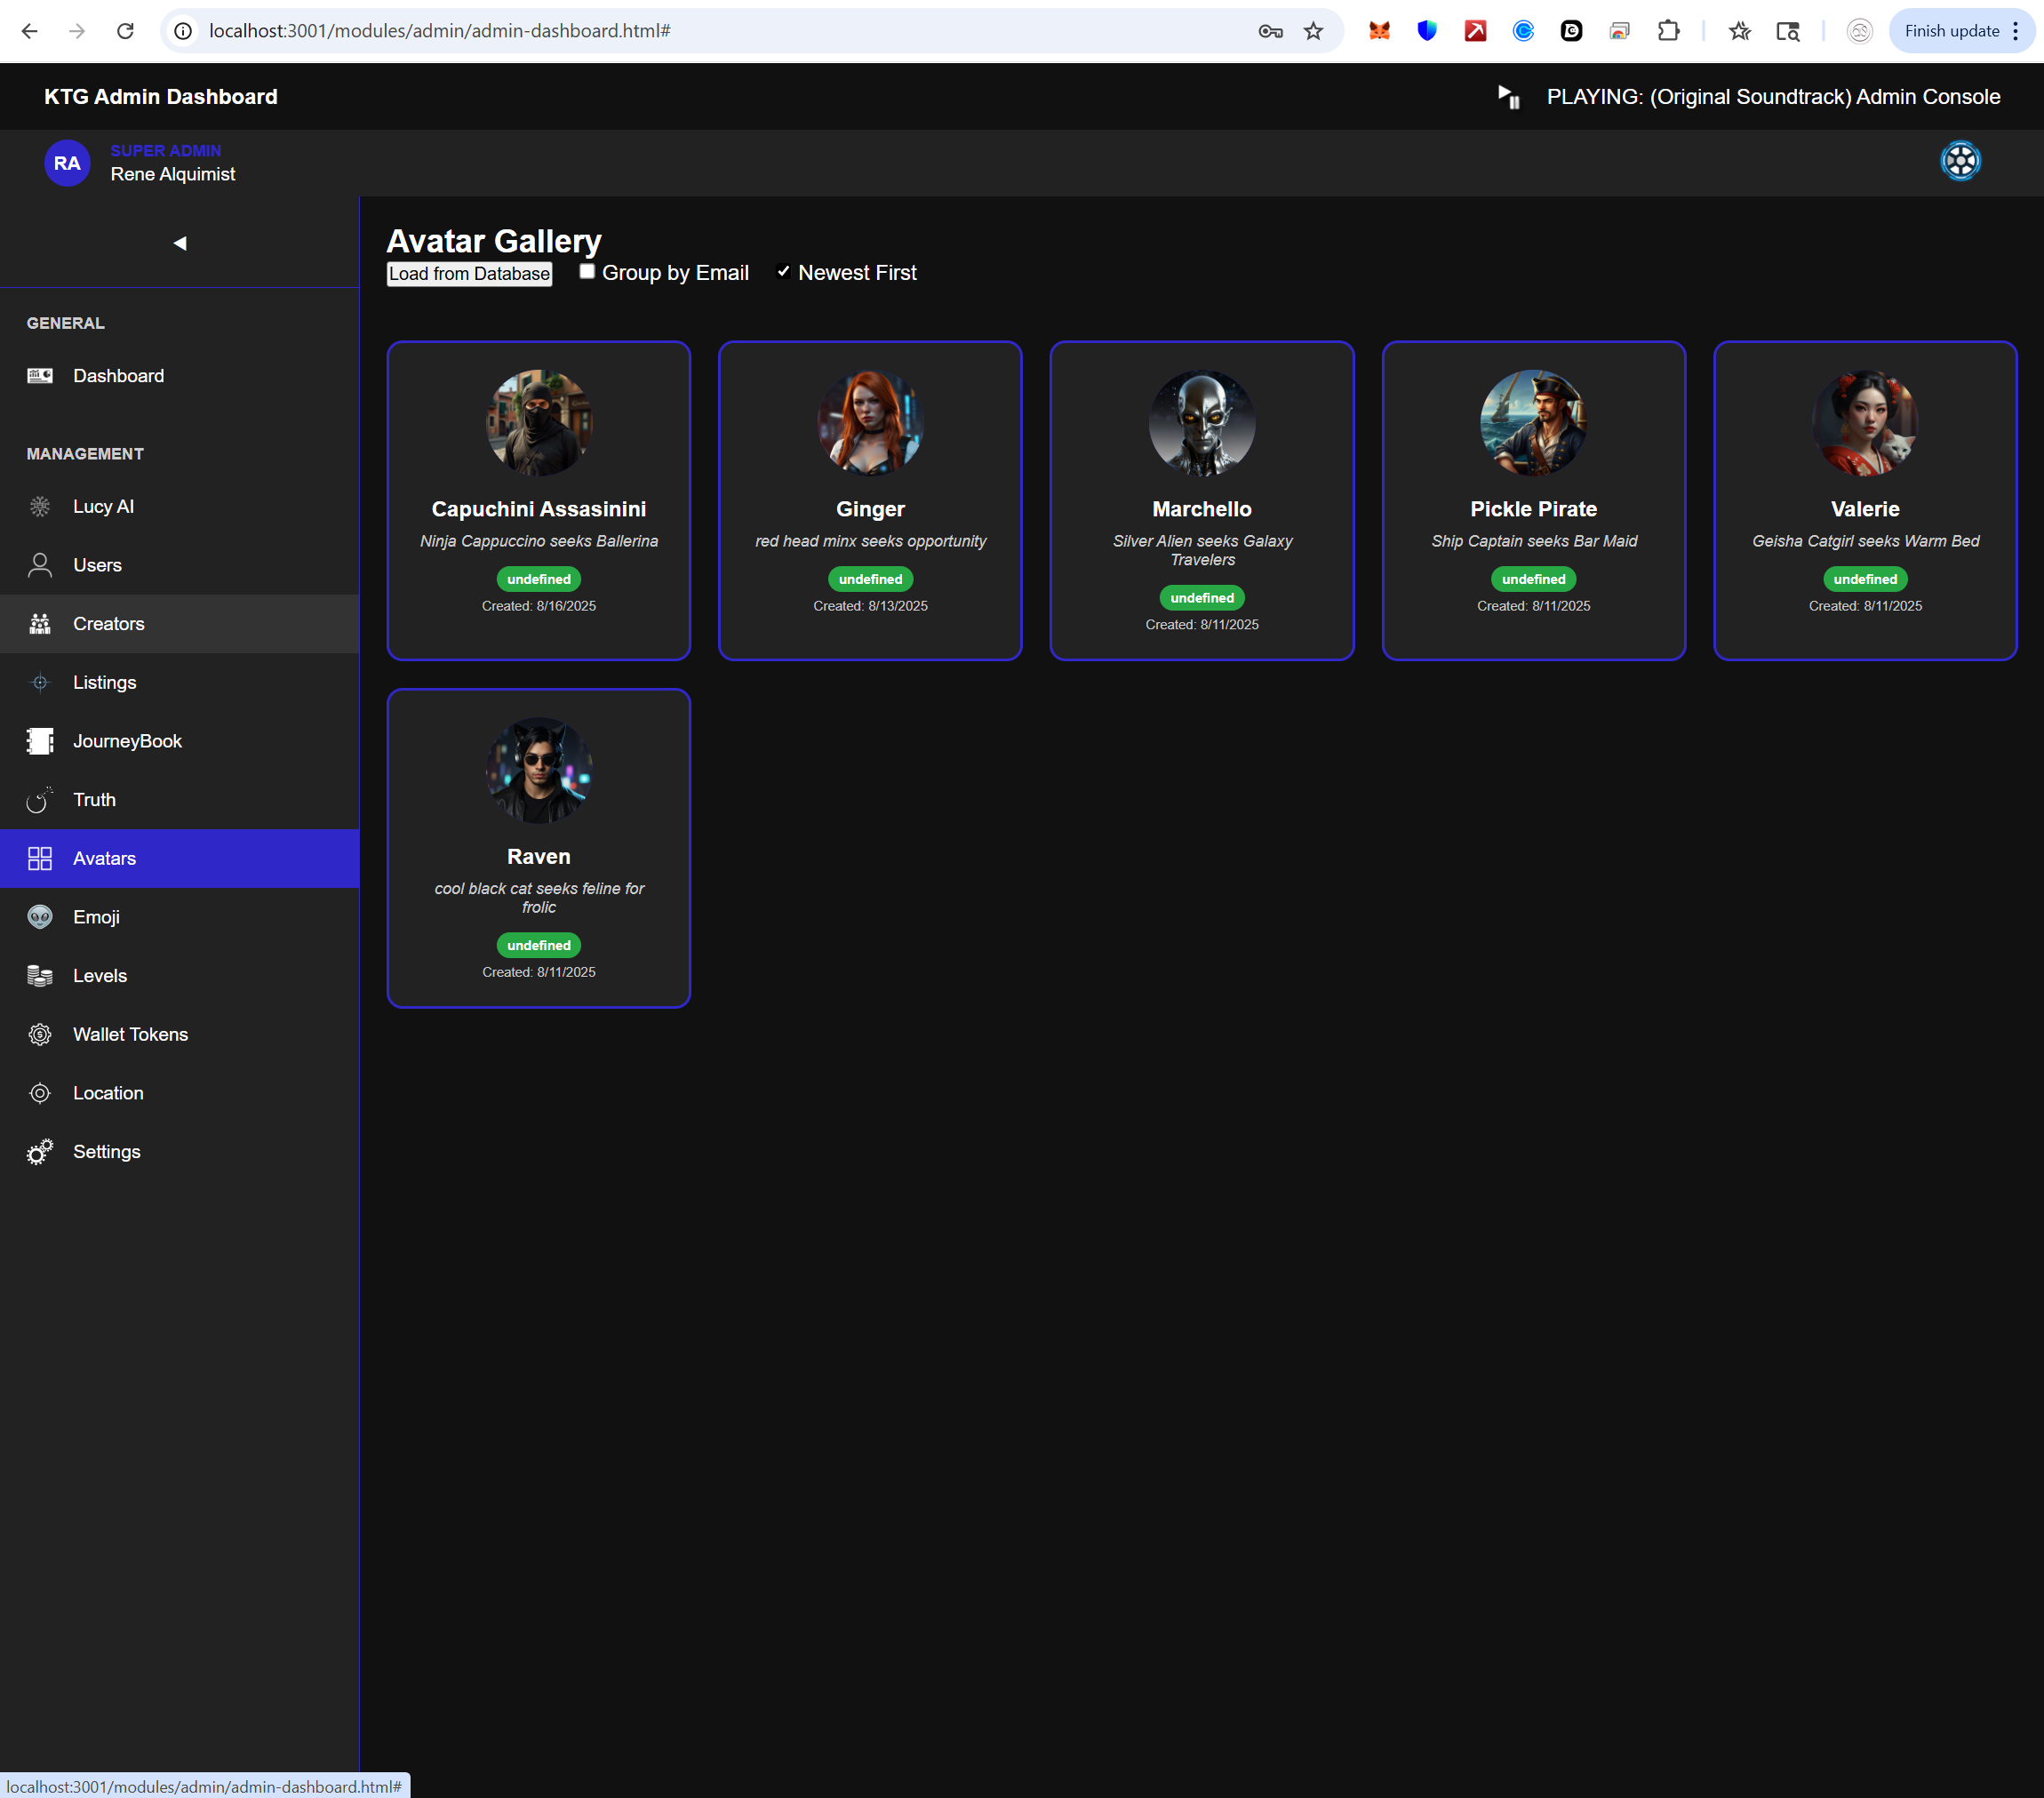 localhost:3001/modules/admin/admin-dashboard.html#
Finish update
KTG Admin Dashboard
PLAYING: (Original Soundtrack) Admin Console
RA
SUPER ADMIN
Rene Alquimist
GENERAL
Dashboard
MANAGEMENT
Lucy AI
Users
Creators
Listings
JourneyBook
Truth
Avatars
Emoji
Levels
Wallet Tokens
Location
Settings
Avatar Gallery
Load from Database
Group by Email
Newest First
Capuchini Assasinini
Ninja Cappuccino seeks Ballerina
undefined
Created: 8/16/2025
Ginger
red head minx seeks opportunity
undefined
Created: 8/13/2025
Marchello
Silver Alien seeks Galaxy
Travelers
undefined
Created: 8/11/2025
Pickle Pirate
Ship Captain seeks Bar Maid
undefined
Created: 8/11/2025
Valerie
Geisha Catgirl seeks Warm Bed
undefined
Created: 8/11/2025
Raven
cool black cat seeks feline for
frolic
undefined
Created: 8/11/2025
localhost:3001/modules/admin/admin-dashboard.html#